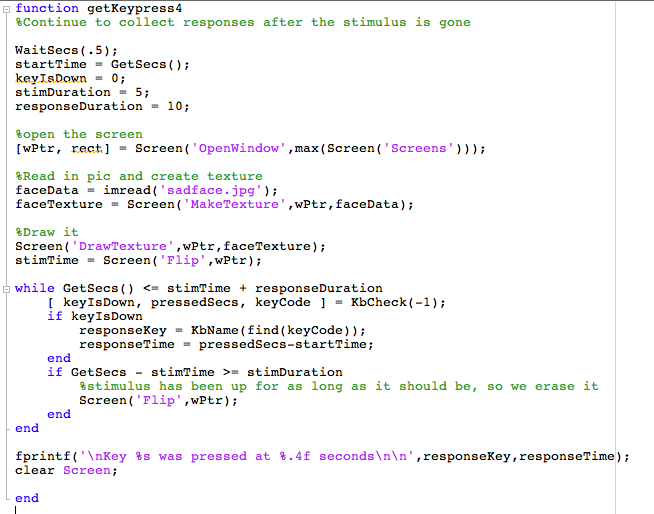 function getKeypress4
%Continue to collect responses after the stimulus is gone

WaitSecs(.5);
startTime = GetSecs();
keyIsDown = 0;
stimDuration = 5;
responseDuration = 10;

%open the screen
[wPtr, rect] = Screen('OpenWindow',max(Screen('Screens')));

%Read in pic and create texture
faceData = imread('sadface.jpg');
faceTexture = Screen('MakeTexture',wPtr,faceData);

%Draw it
Screen('DrawTexture',wPtr,faceTexture);
stimTime = Screen('Flip',wPtr);

while GetSecs() <= stimTime + responseDuration
    [ keyIsDown, pressedSecs, keyCode ] = KbCheck(-1);
    if keyIsDown
        responseKey = KbName(find(keyCode));
        responseTime = pressedSecs-startTime;
    end
    if GetSecs - stimTime >= stimDuration
        %stimulus has been up for as long as it should be, so we erase it
        Screen('Flip',wPtr);
    end
end

fprintf('\nKey %s was pressed at %.4f seconds\n\n',responseKey,responseTime);
clear Screen;

end